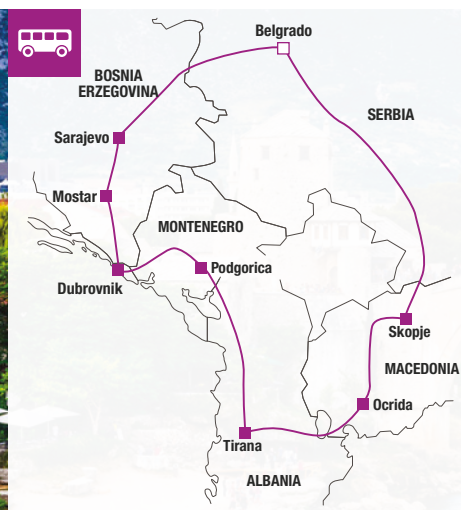 Belgrado
BOSNIA
ERZEGOVINA
SERBIA
Sarajevo
Mostar
MONTENEGRO
Podgorica
Dubrovnik
Skopje
MACEDONIA
Ocrida
Tirana
ALBANIA